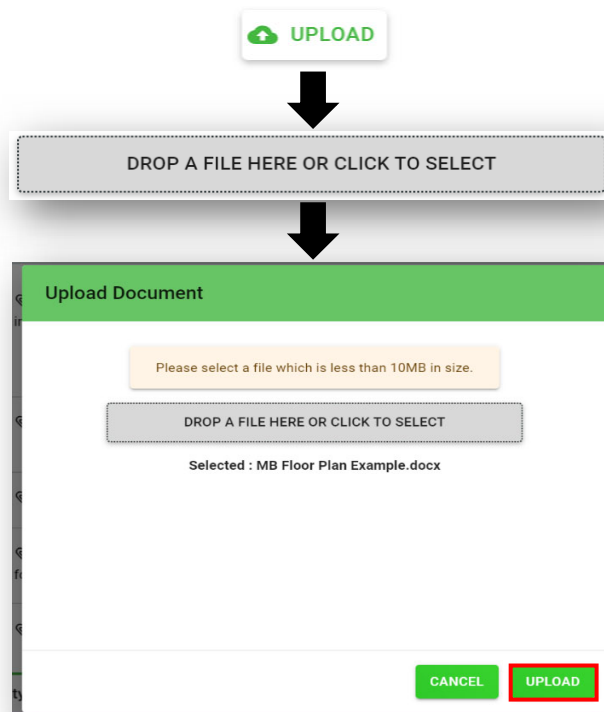 UPLOAD
DROP A FILE HERE OR CLICK TO SELECT
Upload Document
Please select a file which is less than 10MB in size.
DROP A FILE HERE OR CLICK TO SELECT
Selected : MB Floor Plan Example.docx
CANCEL UPLOAD